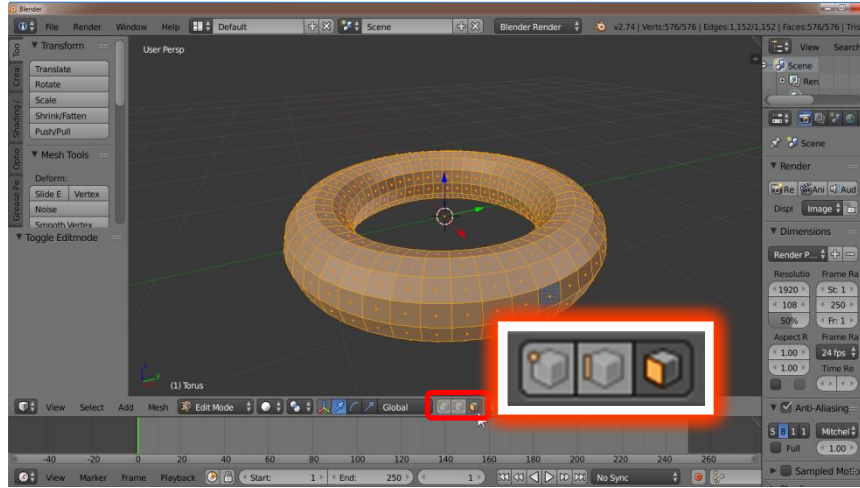 Blender
File Render Window Help Default Scene Blender Render v2.74 | Verts:576/576 | Edges:1,152/1,152 | Faces:576/576 | Tris
Transform
Translate
Rotate
Scale
Shrink/Fatten
Push/Pull
Mesh Tools
Deform:
Slide E Vertex
Noise
Smooth Vertex
Toggle Editmode
Too
Crea
Shading /
Optio
Grease Pe
User Persp
(1) Torus
View Search
Scene
Ren
Scene
Render
Re Ani Aud
Displ Image
Dimensions
Render P...
Resolutio Frame Ra
1920 St: 1
108 250
50% Fr: 1
Aspect R Frame Ra
1.00 24 fps
1.00 Time Re
Anti-Aliasing
5 8 1 1 Mitchel
Full 1.00
Sampled Motio
View Select Add Mesh Edit Mode Global
-40 -20 0 20 40 60 80 100 120 140 160 180 200 220 240 260
View Marker Frame Playback Start: 1 End: 250 1 No Sync